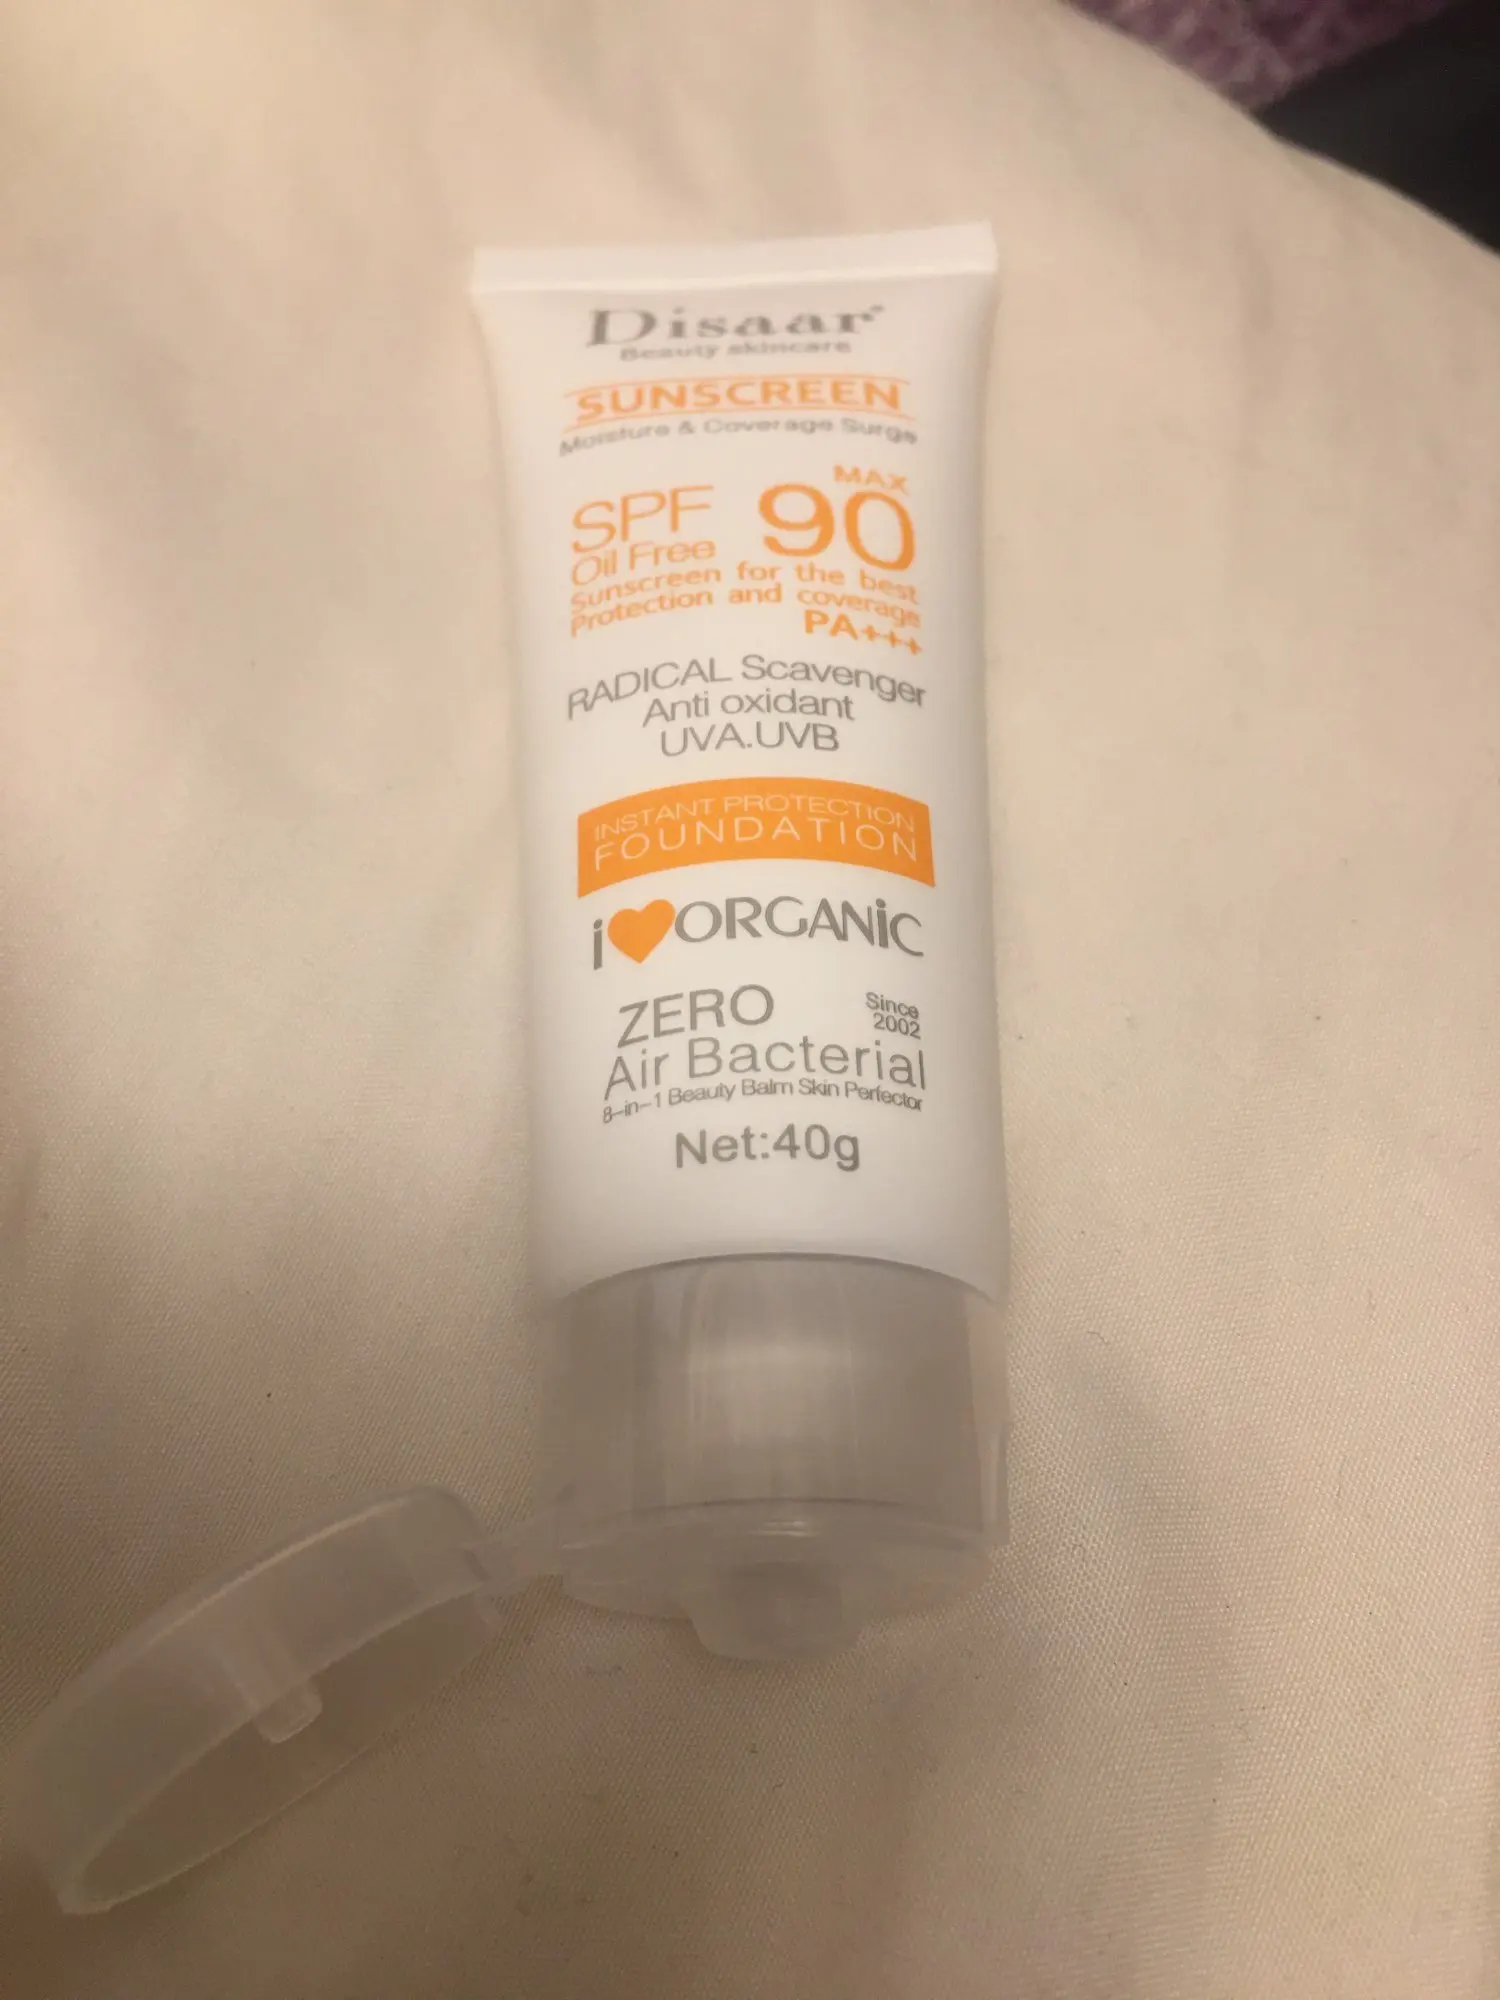 Disaar®
Beauty skincare
SUNSCREEN
Moisture & Coverage Surge
SPF MAX 90
Oil Free
Sunscreen for the best
Protection and coverage
PA+++
RADICAL Scavenger
Anti oxidant
UVA.UVB
INSTANT PROTECTION
FOUNDATION
i♥ORGANiC
ZERO Since 2002
Air Bacterial
8-in-1 Beauty Balm Skin Perfector
Net:40g